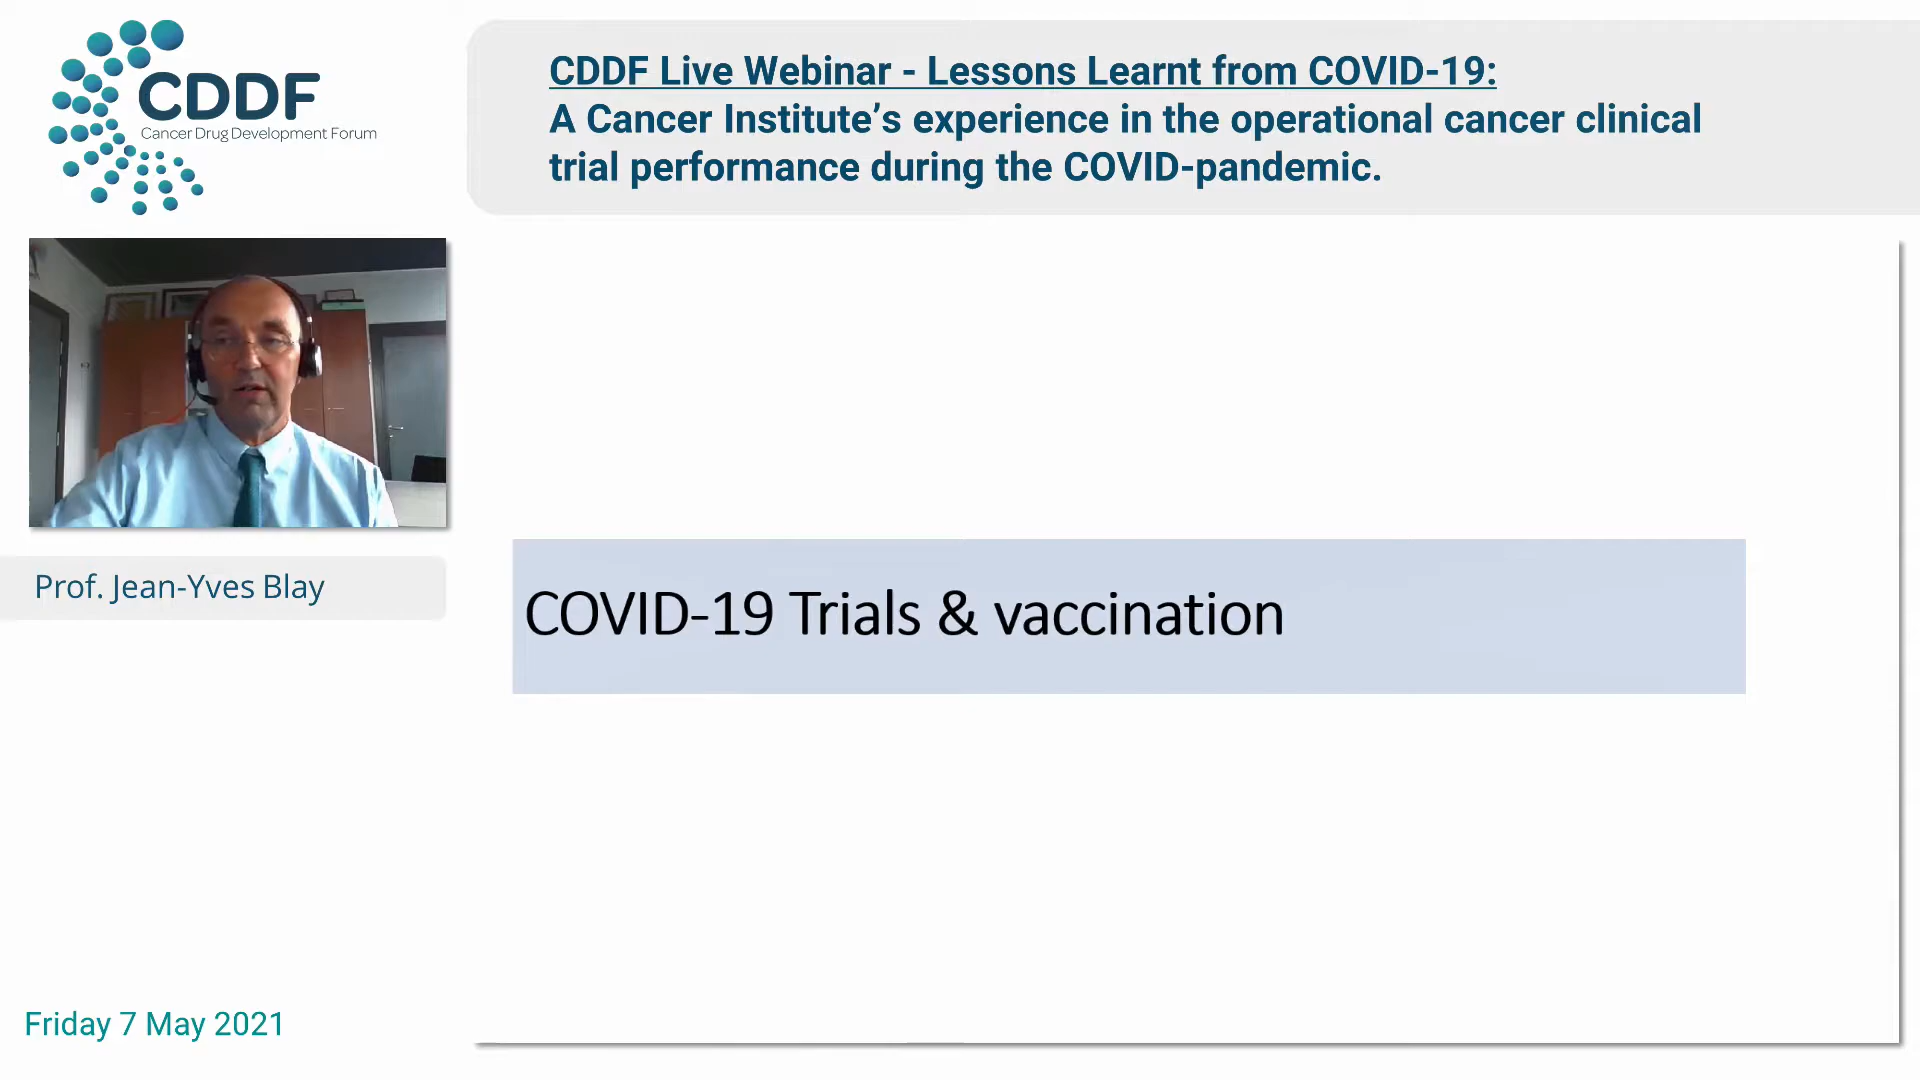 CDDF
Cancer Drug Development Forum
CDDF Live Webinar - Lessons Learnt from COVID-19:
A Cancer Institute’s experience in the operational cancer clinical
trial performance during the COVID-pandemic.
Prof. Jean-Yves Blay
COVID-19 Trials & vaccination
Friday 7 May 2021